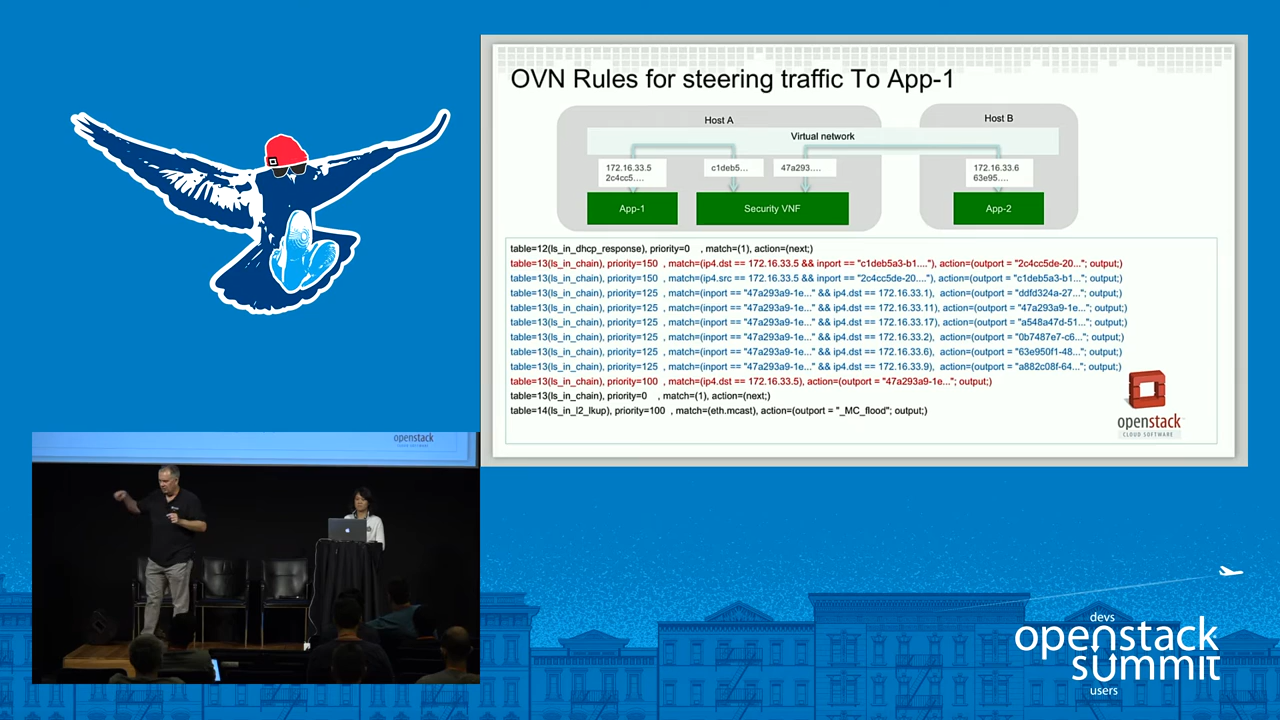 OVN Rules for steering traffic To App-1
Host A
Host B
Virtual network
172.16.33.5
2c4cc5....
c1deb5...
47a293....
172.16.33.6
63e95....
App-1
Security VNF
App-2
table=12(ls_in_dhcp_response), priority=0 , match=(1), action=(next;)
table=13(ls_in_chain), priority=150 , match=(ip4.dst == 172.16.33.5 && inport == "c1deb5a3-b1...."), action=(outport = "2c4cc5de-20..."; output;)
table=13(ls_in_chain), priority=150 , match=(ip4.src == 172.16.33.5 && inport == "2c4cc5de-20...."), action=(outport = "c1deb5a3-b1..."; output;)
table=13(ls_in_chain), priority=125 , match=(inport == "47a293a9-1e..." && ip4.dst == 172.16.33.1), action=(outport = "ddfd324a-27..."; output;)
table=13(ls_in_chain), priority=125 , match=(inport == "47a293a9-1e..." && ip4.dst == 172.16.33.11), action=(outport = "47a293a9-1e..."; output;)
table=13(ls_in_chain), priority=125 , match=(inport == "47a293a9-1e..." && ip4.dst == 172.16.33.17), action=(outport = "a548a47d-51..."; output;)
table=13(ls_in_chain), priority=125 , match=(inport == "47a293a9-1e..." && ip4.dst == 172.16.33.2), action=(outport = "0b7487e7-c6..."; output;)
table=13(ls_in_chain), priority=125 , match=(inport == "47a293a9-1e..." && ip4.dst == 172.16.33.6), action=(outport = "63e950f1-48..."; output;)
table=13(ls_in_chain), priority=125 , match=(inport == "47a293a9-1e..." && ip4.dst == 172.16.33.9), action=(outport = "a882c08f-64..."; output;)
table=13(ls_in_chain), priority=100 , match=(ip4.dst == 172.16.33.5), action=(outport = "47a293a9-1e..."; output;)
table=13(ls_in_chain), priority=0 , match=(1), action=(next;)
table=14(ls_in_l2_lkup), priority=100 , match=(eth.mcast), action=(outport = "_MC_flood"; output;)
openstack
CLOUD SOFTWARE
openstack
devs
openstack
summit
users